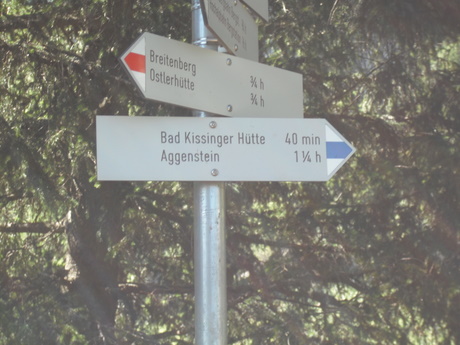 Breitenberg ¾ h
Ostlerhütte ¾ h
Bad Kissinger Hütte 40 min
Aggenstein 1 ¼ h